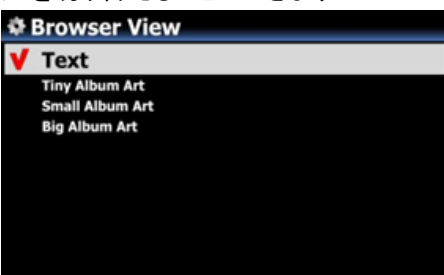 Browser View
Text
Tiny Album Art
Small Album Art
Big Album Art